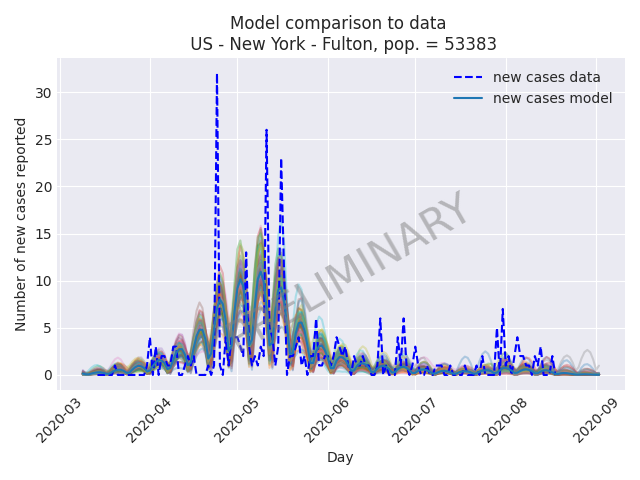 Model comparison to data
US - New York - Fulton, pop. = 53383
Number of new cases reported
30
25
20
15
10
5
0
new cases data
new cases model
2020-03
2020-04
2020-05
2020-06
2020-07
2020-08
2020-09
Day